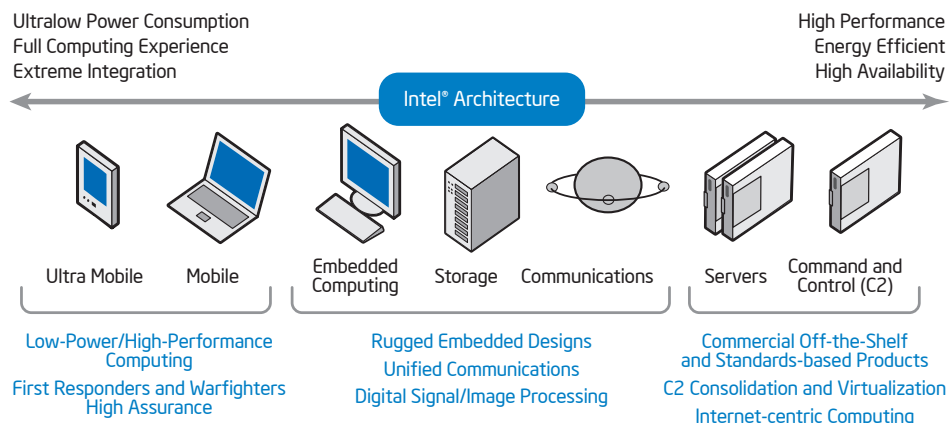 Ultralow Power Consumption
Full Computing Experience
Extreme Integration
High Performance
Energy Efficient
High Availability
Intel® Architecture
Ultra Mobile
Mobile
Embedded
Computing
Storage
Communications
Servers
Command and
Control (C2)
Low-Power/High-Performance
Computing
First Responders and Warfighters
High Assurance
Rugged Embedded Designs
Unified Communications
Digital Signal/Image Processing
Commercial Off-the-Shelf
and Standards-based Products
C2 Consolidation and Virtualization
Internet-centric Computing